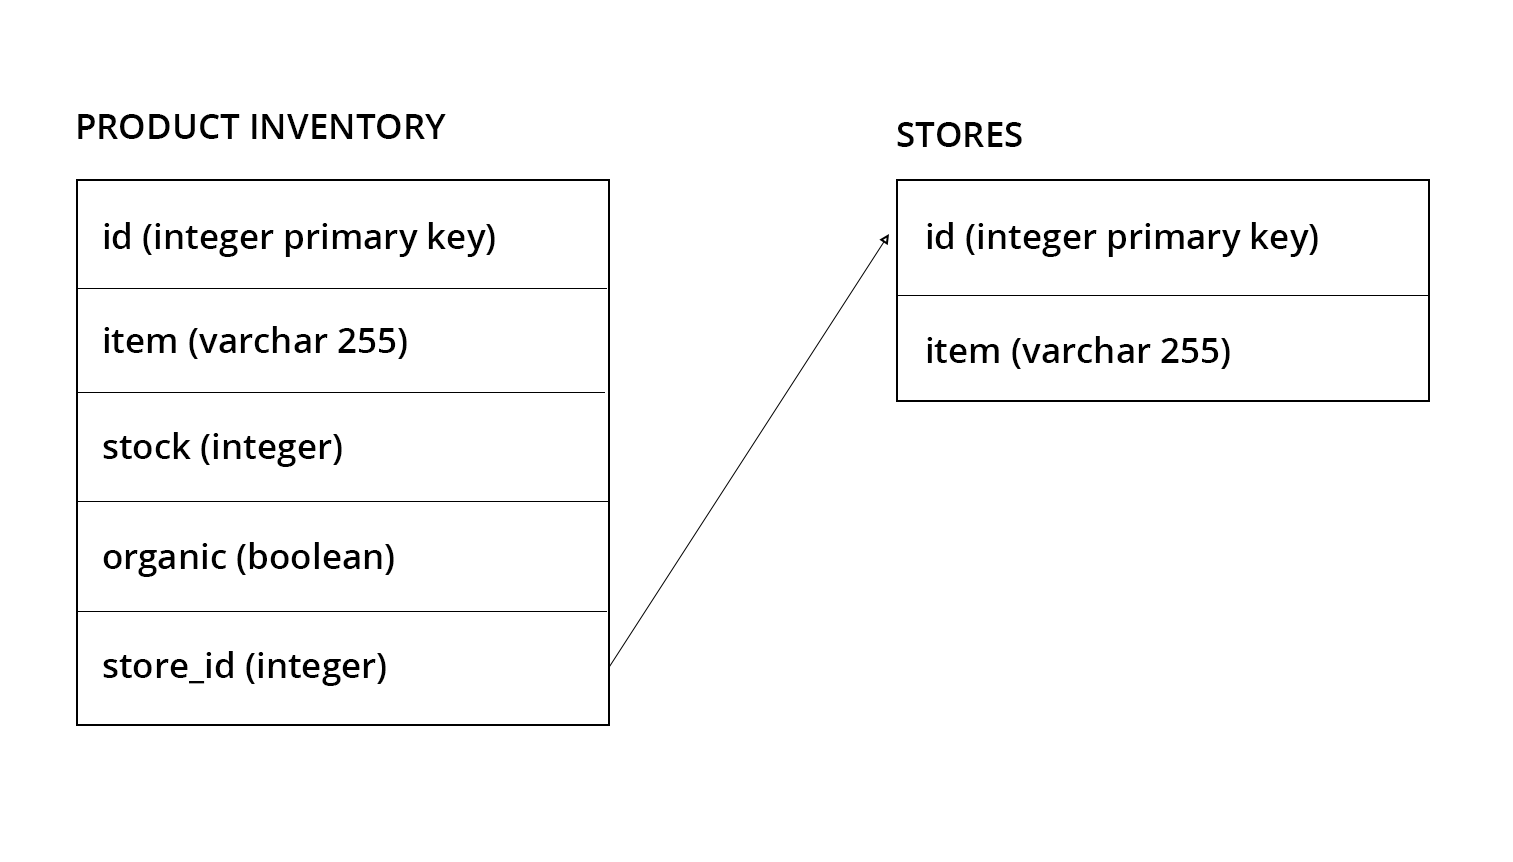 PRODUCT INVENTORY
id (integer primary key)
item (varchar 255)
stock (integer)
organic (boolean)
store_id (integer)
STORES
id (integer primary key)
item (varchar 255)